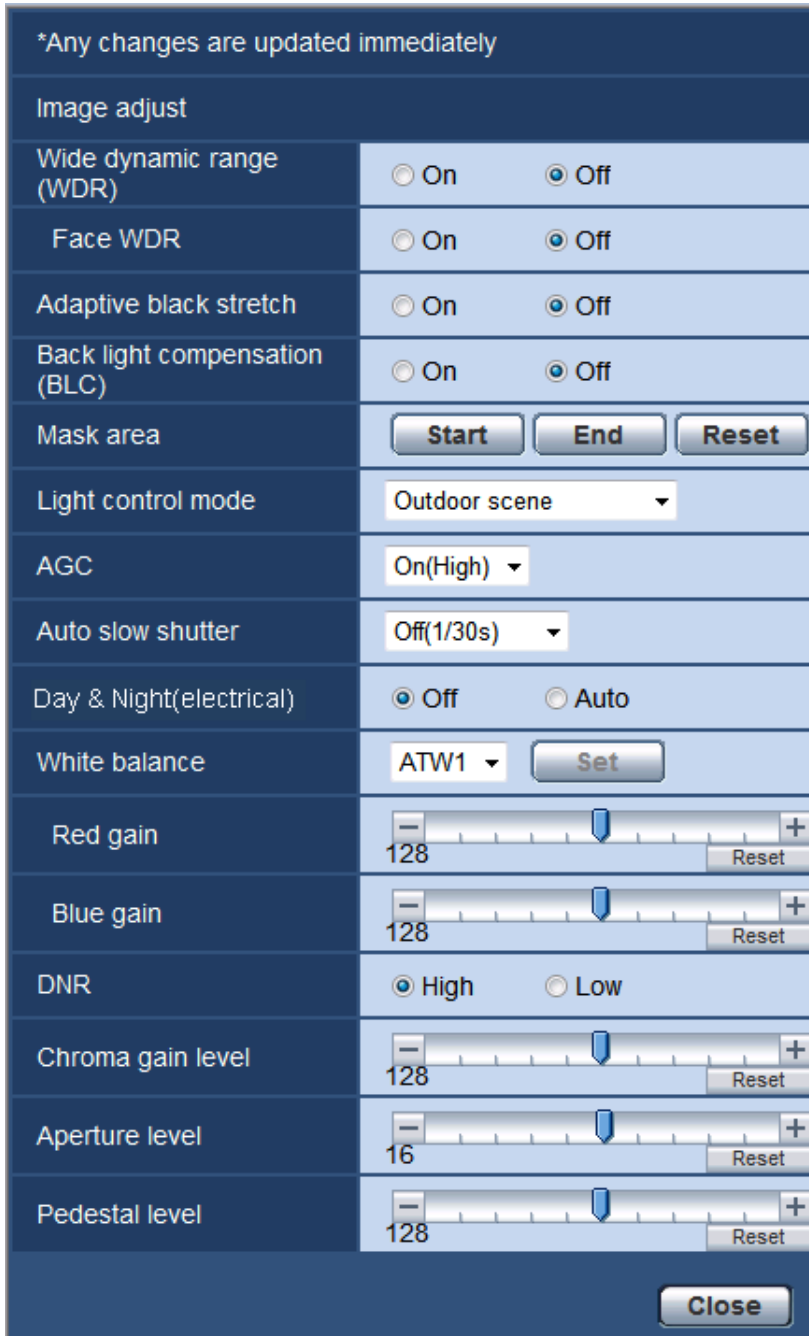 *Any changes are updated immediately
Image adjust
Wide dynamic range
(WDR)
On Off
Face WDR
On Off
Adaptive black stretch
On Off
Back light compensation
(BLC)
On Off
Mask area
Start End Reset
Light control mode
Outdoor scene
AGC
On(High)
Auto slow shutter
Off(1/30s)
Day & Night(electrical)
Off Auto
White balance
ATW1 Set
Red gain
128 Reset
Blue gain
128 Reset
DNR
High Low
Chroma gain level
128 Reset
Aperture level
16 Reset
Pedestal level
128 Reset
Close